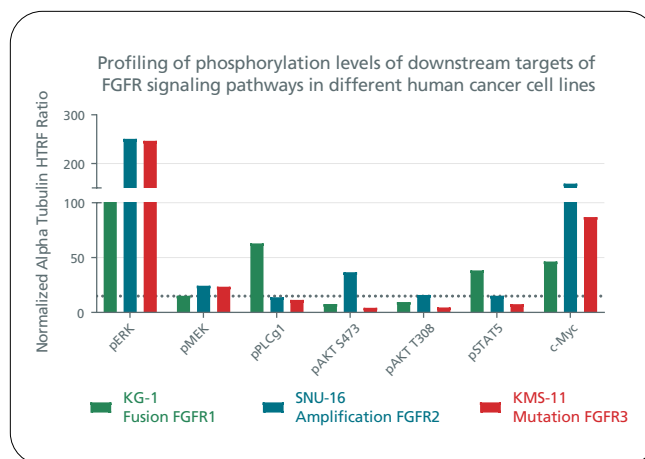 Profiling of phosphorylation levels of downstream targets of
FGFR signaling pathways in different human cancer cell lines
Normalized Alpha Tubulin HTRF Ratio
300
200
100
50
0
pERK
pMEK
pPLCg1
pAKT S473
pAKT T308
pSTAT5
c-Myc
KG-1
Fusion FGFR1
SNU-16
Amplification FGFR2
KMS-11
Mutation FGFR3